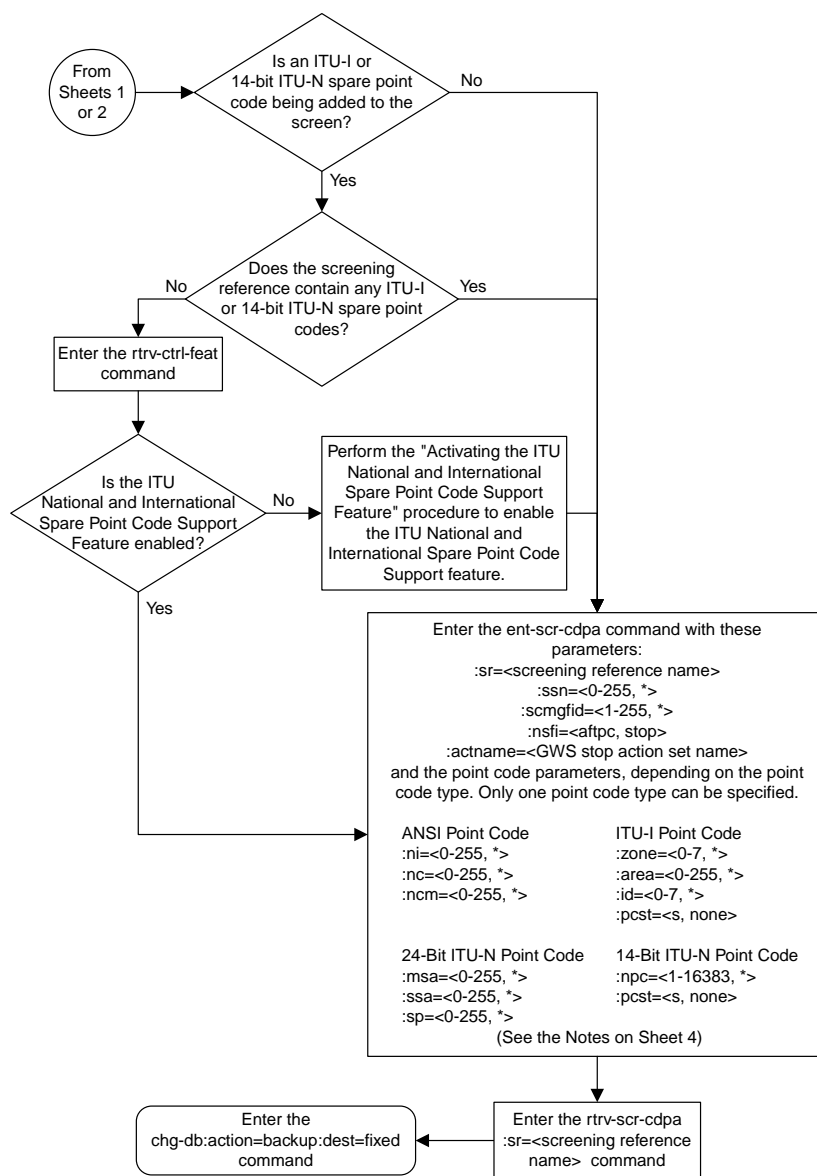 From
Sheets 1
or 2
Is an ITU-I or
14-bit ITU-N spare point
code being added to the
screen?
No
Yes
Does the screening
reference contain any ITU-I
or 14-bit ITU-N spare point
codes?
No
Yes
Enter the rtrv-ctrl-feat
command
Is the ITU
National and International
Spare Point Code Support
Feature enabled?
No
Yes
Perform the "Activating the ITU
National and International
Spare Point Code Support
Feature" procedure to enable
the ITU National and
International Spare Point Code
Support feature.
Enter the ent-scr-cdpa command with these
parameters:
:sr=<screening reference name>
:ssn=<0-255, *>
:scmgfid=<1-255, *>
:nsfi=<aftpc, stop>
:actname=<GWS stop action set name>
and the point code parameters, depending on the point
code type. Only one point code type can be specified.
ANSI Point Code
:ni=<0-255, *>
:nc=<0-255, *>
:ncm=<0-255, *>
ITU-I Point Code
:zone=<0-7, *>
:area=<0-255, *>
:id=<0-7, *>
:pcst=<s, none>
24-Bit ITU-N Point Code
:msa=<0-255, *>
:ssa=<0-255, *>
:sp=<0-255, *>
14-Bit ITU-N Point Code
:npc=<1-16383, *>
:pcst=<s, none>
(See the Notes on Sheet 4)
Enter the rtrv-scr-cdpa
:sr=<screening reference
name> command
Enter the
chg-db:action=backup:dest=fixed
command